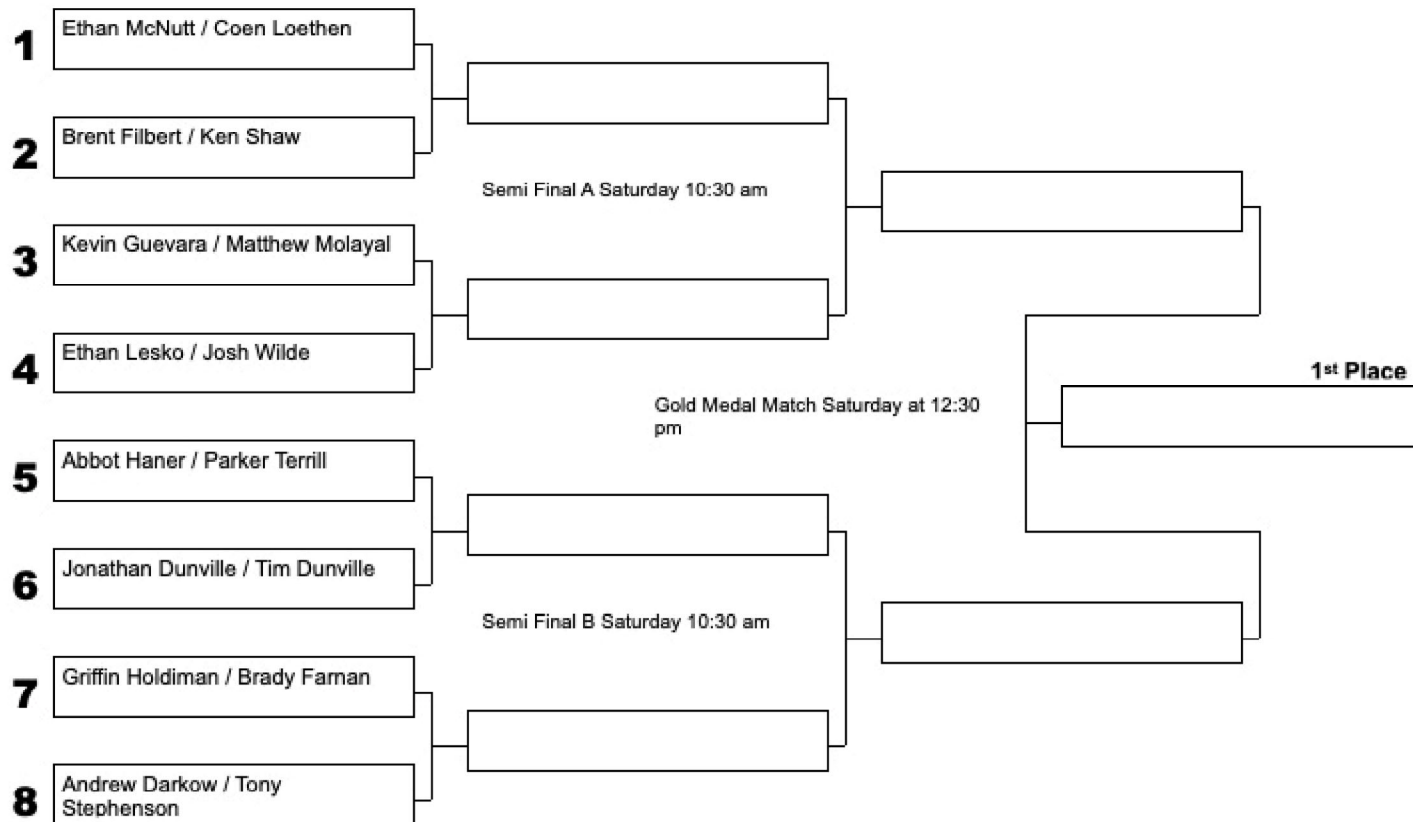 1
Ethan McNutt / Coen Loethen
2
Brent Filbert / Ken Shaw
Semi Final A Saturday 10:30 am
3
Kevin Guevara / Matthew Molayal
4
Ethan Lesko / Josh Wilde
1st Place
Gold Medal Match Saturday at 12:30
pm
5
Abbot Haner / Parker Terrill
6
Jonathan Dunville / Tim Dunville
Semi Final B Saturday 10:30 am
7
Griffin Holdiman / Brady Farnan
8
Andrew Darkow / Tony
Stephenson